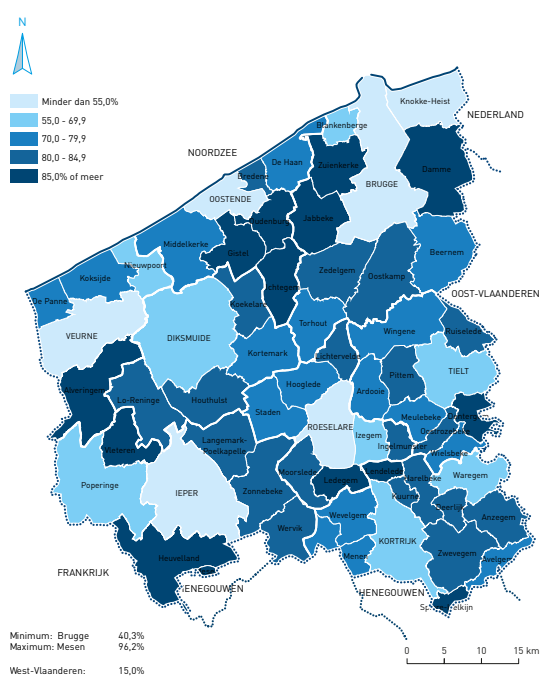 N
Minder dan 55,0%
55,0 - 69,9
70,0 - 79,9
80,0 - 84,9
85,0% of meer
Knokke-Heist
NEDERLAND
Blankenberge
NOORDZEE
De Haan
Zuienkerke
Damme
Bredene
BRUGGE
OOSTENDE
Oudenburg
Jabbeke
Middelkerke
Gistel
Beernem
Nieuwpoort
Zedelgem
Oostkamp
Koksijde
Ichtegem
OOST-VLAANDEREN
De Panne
Koekelare
Torhout
Wingene
Ruiselede
VEURNE
DIKSMUIDE
Kortemark
Lichtervelde
TIELT
Pittem
Hooglede
Ardooie
Alveringem
Lo-Reninge
Houthulst
Staden
Meulebeke
Dentergem
ROESELARE
Oostrozebeke
Izegem
Langemark-
Poelkapelle
Ingelmunster
Vleteren
Wielsbeke
Moorslede
Lendelede
Harelbeke
Waregem
Ledegem
Poperinge
IEPER
Zonnebeke
Kuurne
Deerlijk
Anzegem
Wevelgem
Wervik
KORTRIJK
Zwevegem
Avelgem
Menen
Heuvelland
Mesen
FRANKRIJK
HENEGOUWEN
HENEGOUWEN
Spiere-Helkijn
Minimum: Brugge 40,3%
Maximum: Mesen 96,2%
West-Vlaanderen: 15,0%
0 5 10 15 km